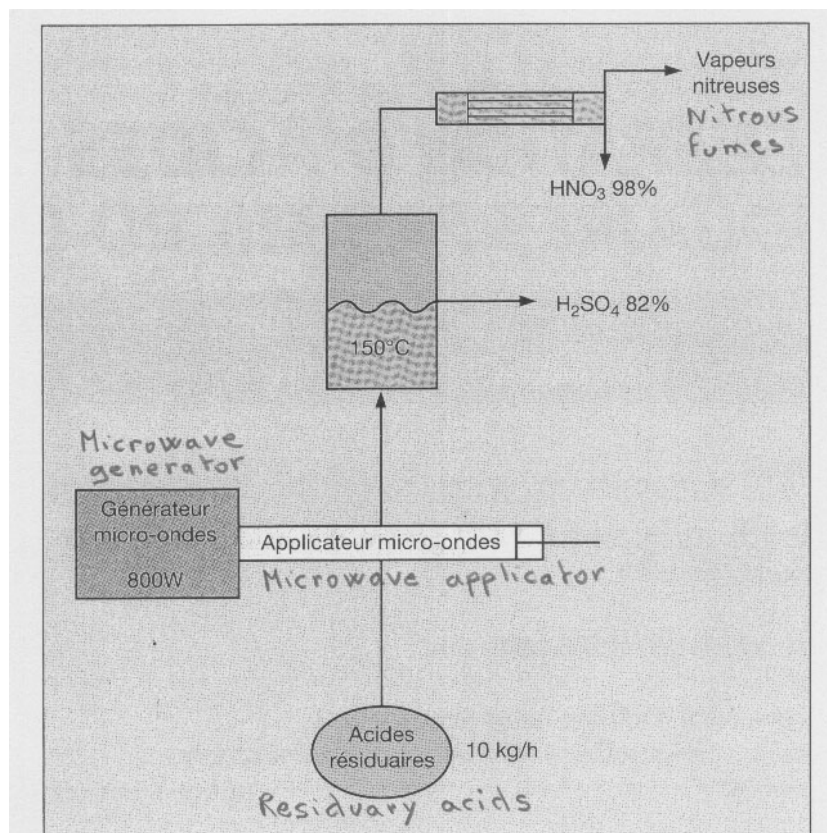 Vapeurs
nitreuses
Nitrous
fumes
HNO₃ 98%
H₂SO₄ 82%
150°C
Microwave
generator
Générateur
micro-ondes
800W
Applicateur micro-ondes
Microwave applicator
Acides
résiduaires
10 kg/h
Residuary acids